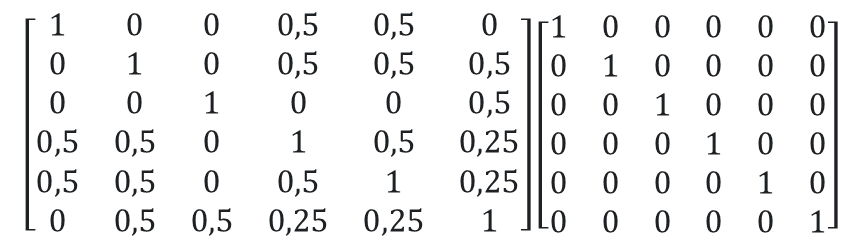 1 0 0 0,5 0,5 0 1 0 0 0 0 0
0 1 0 0,5 0,5 0,5 0 1 0 0 0 0
0 0 1 0 0 0,5 0 0 1 0 0 0
0,5 0,5 0 1 0,5 0,25 0 0 0 1 0 0
0,5 0,5 0 0,5 1 0,25 0 0 0 0 1 0
0 0,5 0,5 0,25 0,25 1 0 0 0 0 0 1